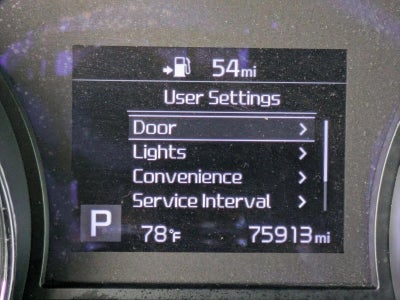 54mi
User Settings
Door
Lights
Convenience
Service Interval
P 78°F 75913mi